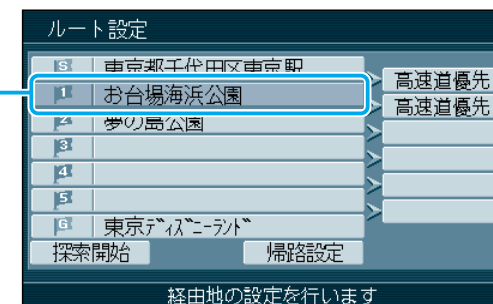 ルート設定
S 東京都千代田区東京駅
高速道優先
1 お台場海浜公園
高速道優先
2 夢の島公園
3
4
5
G 東京ﾃﾞｨｽﾞﾆｰﾗﾝﾄﾞ
探索開始 帰路設定
経由地の設定を行います